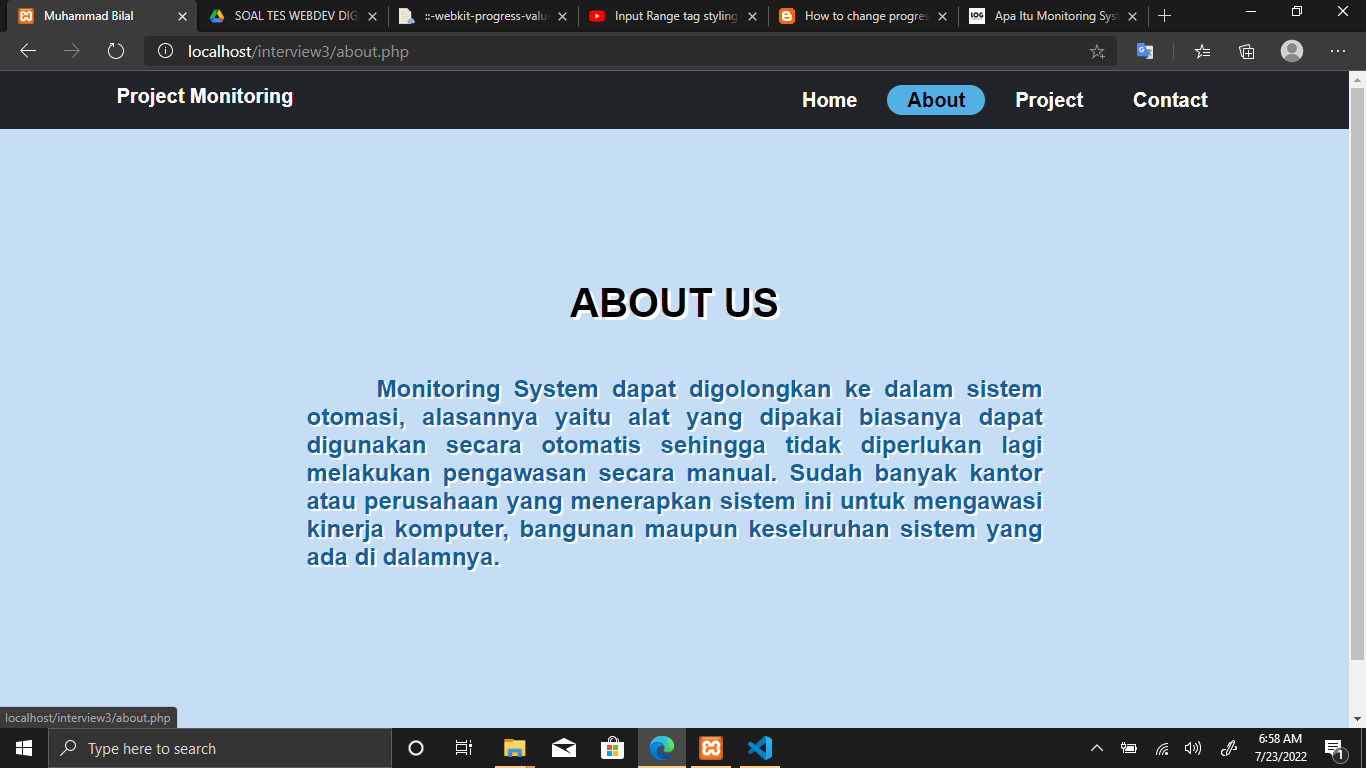 Muhammad Bilal
SOAL TES WEBDEV DIG
::-webkit-progress-valu
Input Range tag styling
How to change progres
LOG
Apa Itu Monitoring Sys
localhost/interview3/about.php
Project Monitoring
Home
About
Project
Contact
ABOUT US
Monitoring System dapat digolongkan ke dalam sistem
otomasi, alasannya yaitu alat yang dipakai biasanya dapat
digunakan secara otomatis sehingga tidak diperlukan lagi
melakukan pengawasan secara manual. Sudah banyak kantor
atau perusahaan yang menerapkan sistem ini untuk mengawasi
kinerja komputer, bangunan maupun keseluruhan sistem yang
ada di dalamnya.
localhost/interview3/about.php
Type here to search
6:58 AM
7/23/2022
1